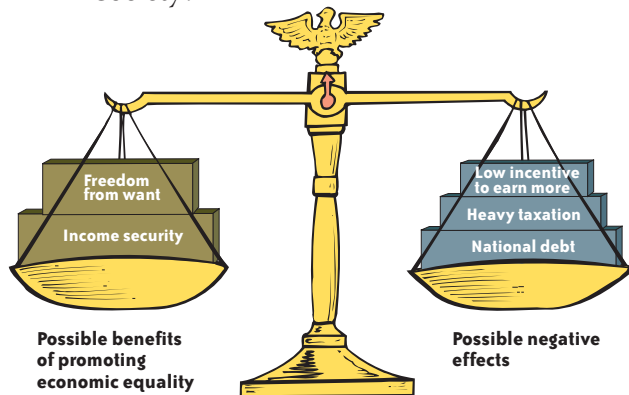 society?
Freedom
from want
Income security
Low incentive
to earn more
Heavy taxation
National debt
Possible benefits
of promoting
economic equality
Possible negative
effects